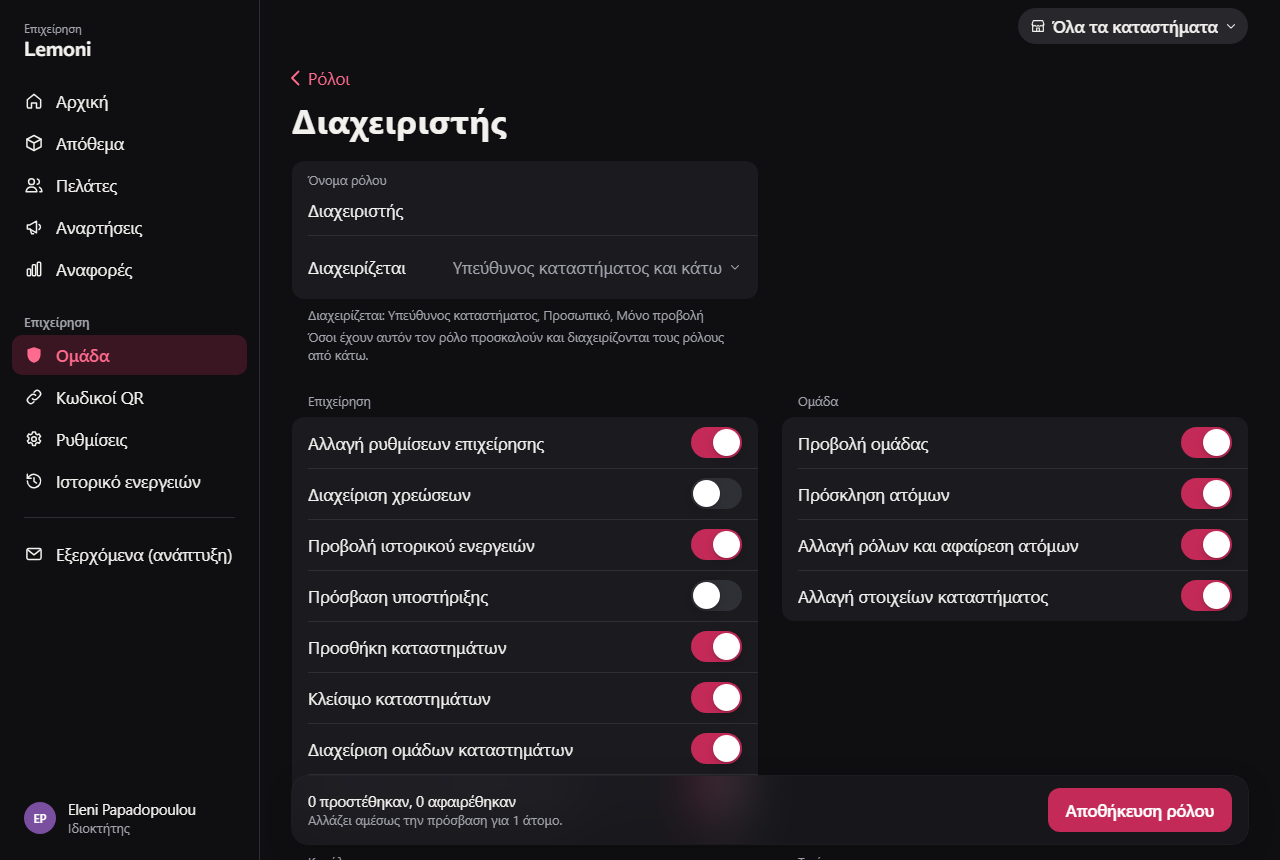 Επιχείρηση
Lemoni
Αρχική
Απόθεμα
Πελάτες
Αναρτήσεις
Αναφορές
Επιχείρηση
Ομάδα
Κωδικοί QR
Ρυθμίσεις
Ιστορικό ενεργειών
Εξερχόμενα (ανάπτυξη)
EP
Eleni Papadopoulou
Ιδιοκτήτης
Όλα τα καταστήματα
Ρόλοι
Διαχειριστής
Όνομα ρόλου
Διαχειριστής
Διαχειρίζεται
Υπεύθυνος καταστήματος και κάτω
Διαχειρίζεται: Υπεύθυνος καταστήματος, Προσωπικό, Μόνο προβολή
Όσοι έχουν αυτόν τον ρόλο προσκαλούν και διαχειρίζονται τους ρόλους
από κάτω.
Επιχείρηση
Αλλαγή ρυθμίσεων επιχείρησης
Διαχείριση χρεώσεων
Προβολή ιστορικού ενεργειών
Πρόσβαση υποστήριξης
Προσθήκη καταστημάτων
Κλείσιμο καταστημάτων
Διαχείριση ομάδων καταστημάτων
Ομάδα
Προβολή ομάδας
Πρόσκληση ατόμων
Αλλαγή ρόλων και αφαίρεση ατόμων
Αλλαγή στοιχείων καταστήματος
0 προστέθηκαν, 0 αφαιρέθηκαν
Αλλάζει αμέσως την πρόσβαση για 1 άτομο.
Αποθήκευση ρόλου